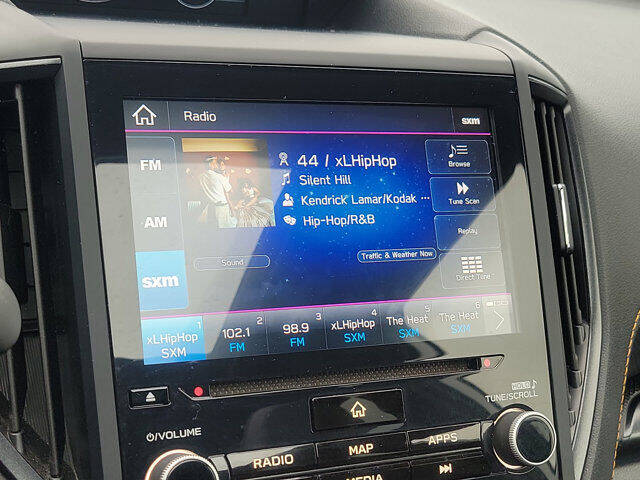 Radio
sxm
FM
AM
sxm
44 / xLHipHop
Silent Hill
Kendrick Lamar/Kodak ...
Hip-Hop/R&B
Browse
Tune Scan
Replay
Direct Tune
Sound
Traffic & Weather Now
xLHipHop 1
SXM
102.1 2
FM
98.9 3
FM
xLHipHop 4
SXM
The Heat 5
SXM
The Heat 6
SXM
HOLD
TUNE/SCROLL
VOLUME
RADIO
MAP
APPS
MEDIA